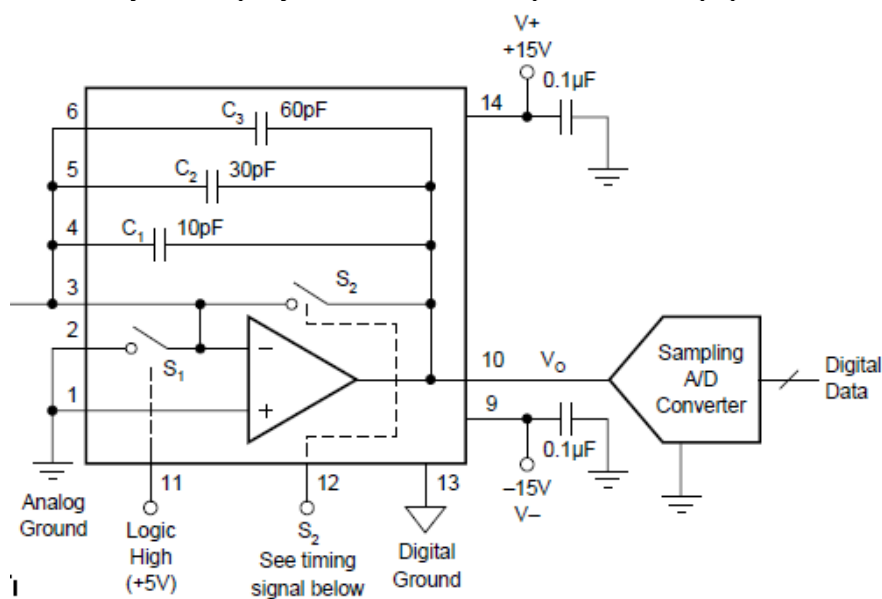 V+
+15V
0.1µF
14
6
C3
60pF
5
C2
30pF
4
C1
10pF
3
S2
2
S1
−
1
+
10
VO
9
0.1µF
–15V
V–
Sampling
A/D
Converter
Digital
Data
11
12
13
Analog
Ground
Logic
High
(+5V)
S2
See timing
signal below
Digital
Ground